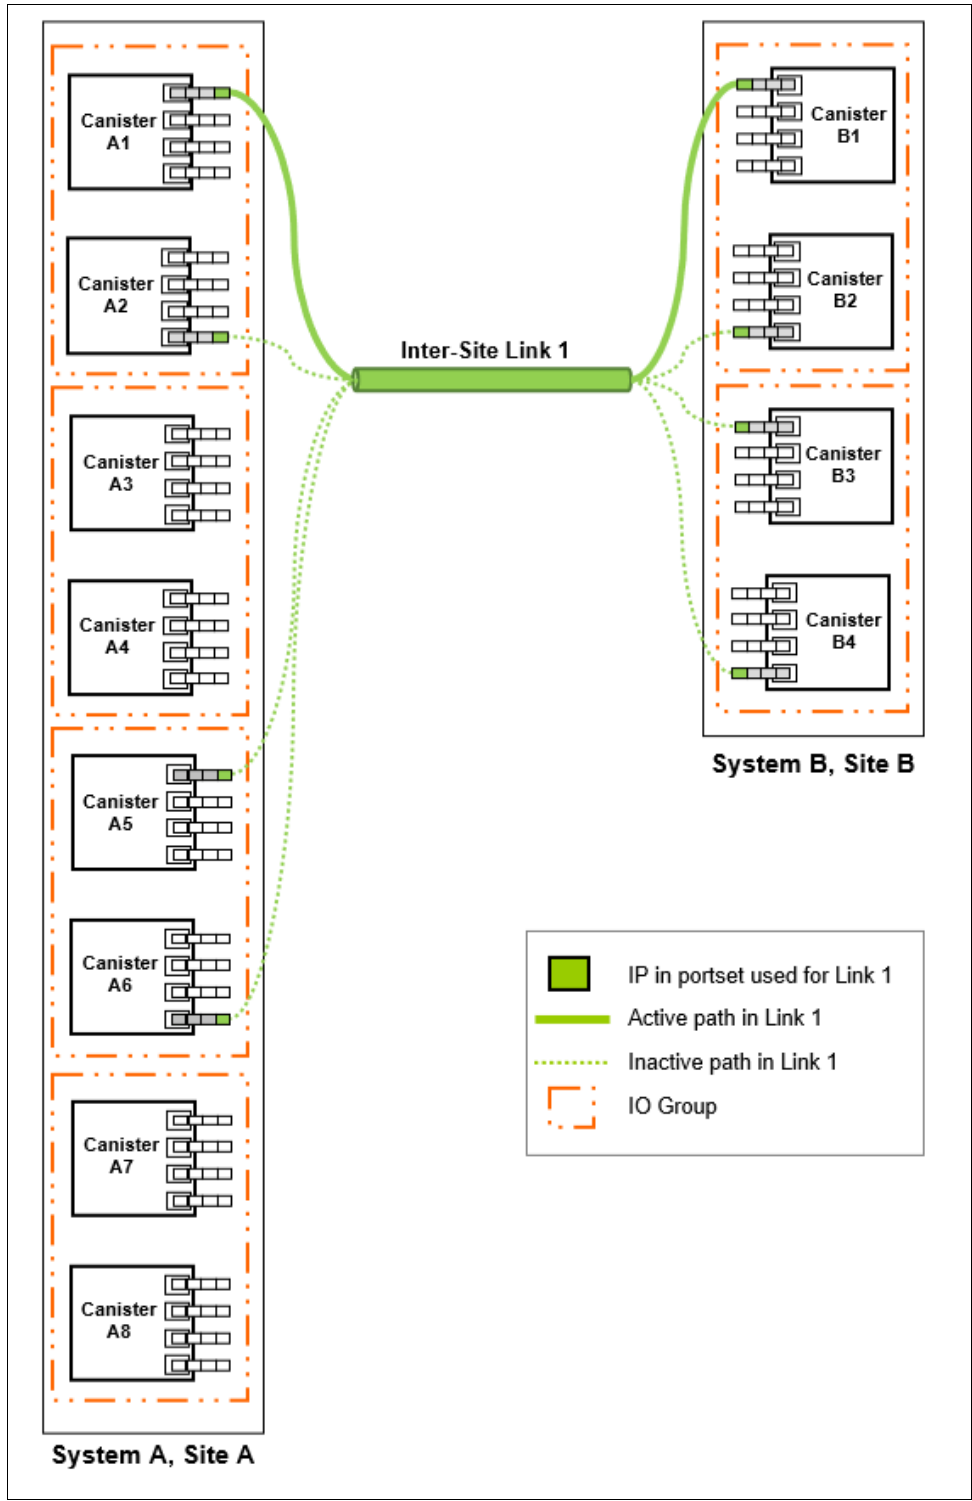 Canister
A1
Canister
A2
Canister
A3
Canister
A4
Canister
A5
Canister
A6
Canister
A7
Canister
A8
System A, Site A
Inter-Site Link 1
Canister
B1
Canister
B2
Canister
B3
Canister
B4
System B, Site B
IP in portset used for Link 1
Active path in Link 1
Inactive path in Link 1
IO Group